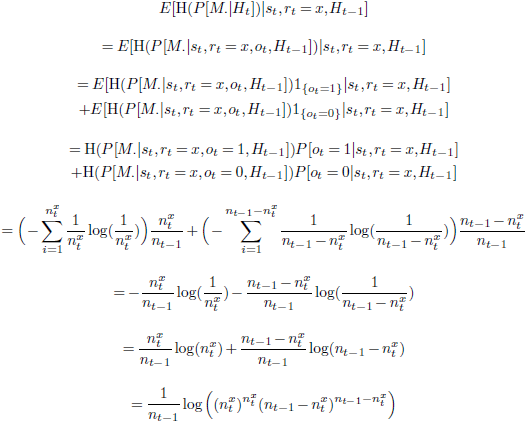 E[H(P[M.|H_t])|s_t, r_t = x, H_{t-1}]
= E[H(P[M.|s_t, r_t = x, o_t, H_{t-1}])|s_t, r_t = x, H_{t-1}]
= E[H(P[M.|s_t, r_t = x, o_t, H_{t-1}])1_{\{o_t=1\}}|s_t, r_t = x, H_{t-1}]
+E[H(P[M.|s_t, r_t = x, o_t, H_{t-1}])1_{\{o_t=0\}}|s_t, r_t = x, H_{t-1}]
= H(P[M.|s_t, r_t = x, o_t = 1, H_{t-1}])P[o_t = 1|s_t, r_t = x, H_{t-1}]
+H(P[M.|s_t, r_t = x, o_t = 0, H_{t-1}])P[o_t = 0|s_t, r_t = x, H_{t-1}]
= \Big(-\sum_{i=1}^{n_t^x} \frac{1}{n_t^x} \log(\frac{1}{n_t^x})\Big)\frac{n_t^x}{n_{t-1}} + \Big(-\sum_{i=1}^{n_{t-1}-n_t^x} \frac{1}{n_{t-1}-n_t^x} \log(\frac{1}{n_{t-1}-n_t^x})\Big)\frac{n_{t-1}-n_t^x}{n_{t-1}}
= -\frac{n_t^x}{n_{t-1}} \log(\frac{1}{n_t^x}) - \frac{n_{t-1}-n_t^x}{n_{t-1}} \log(\frac{1}{n_{t-1}-n_t^x})
= \frac{n_t^x}{n_{t-1}} \log(n_t^x) + \frac{n_{t-1}-n_t^x}{n_{t-1}} \log(n_{t-1}-n_t^x)
= \frac{1}{n_{t-1}} \log\Big((n_t^x)^{n_t^x}(n_{t-1}-n_t^x)^{n_{t-1}-n_t^x}\Big)